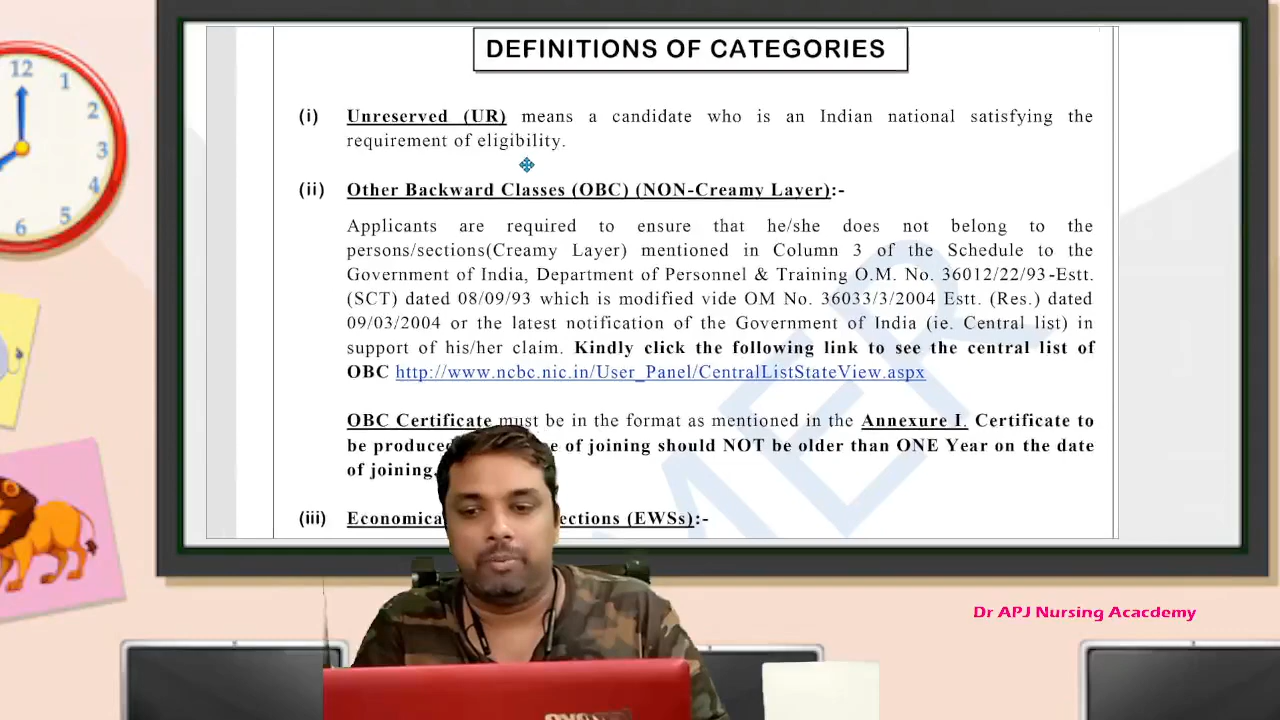 DEFINITIONS OF CATEGORIES
(i) Unreserved (UR) means a candidate who is an Indian national satisfying the
requirement of eligibility.
(ii) Other Backward Classes (OBC) (NON-Creamy Layer):-
Applicants are required to ensure that he/she does not belong to the
persons/sections(Creamy Layer) mentioned in Column 3 of the Schedule to the
Government of India, Department of Personnel & Training O.M. No. 36012/22/93-Estt.
(SCT) dated 08/09/93 which is modified vide OM No. 36033/3/2004 Estt. (Res.) dated
09/03/2004 or the latest notification of the Government of India (ie. Central list) in
support of his/her claim. Kindly click the following link to see the central list of
OBC http://www.ncbc.nic.in/User_Panel/CentralListStateView.aspx
OBC Certificate must be in the format as mentioned in the Annexure I. Certificate to
be produced of joining should NOT be older than ONE Year on the date
of joining.
(iii) (EWSs):-
12
1
2
3
4
5
6
Dr APJ Nursing Acacdemy